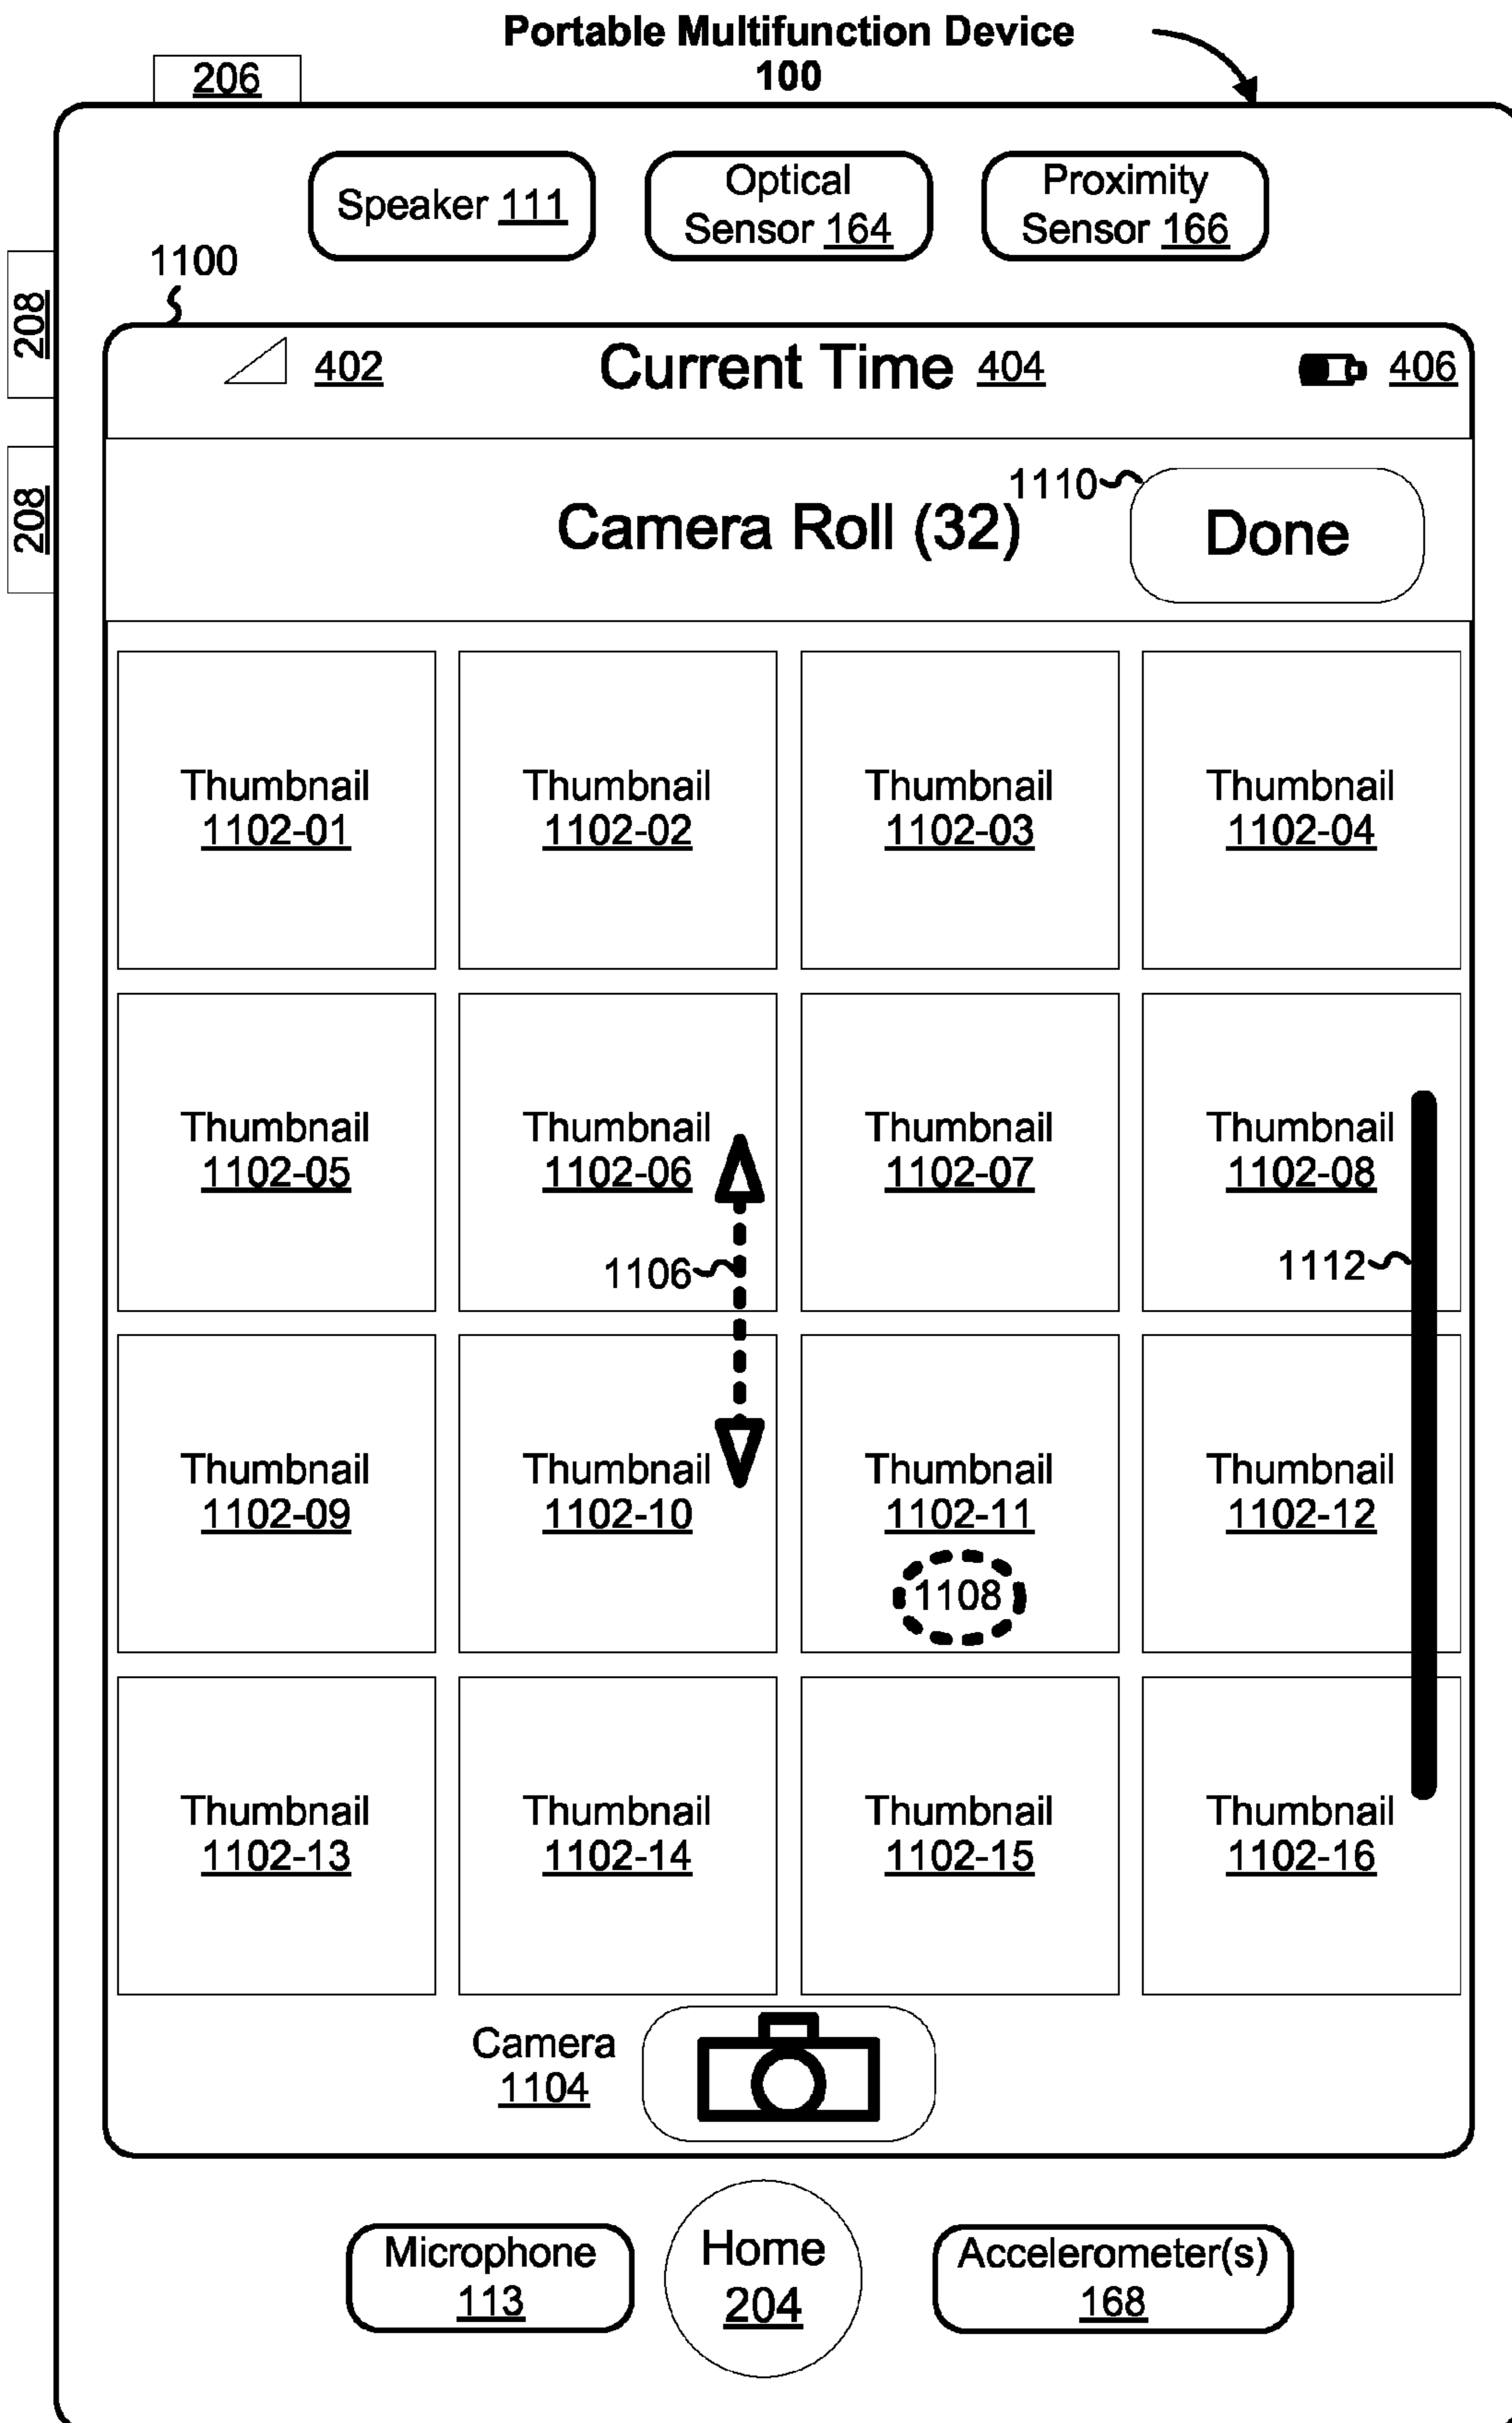 Portable Multifunction Device
100
206
Speaker 111
Optical
Sensor 164
Proximity
Sensor 166
1100
208
402
Current Time 404
406
208
Camera Roll (32)
1110
Done
Thumbnail
1102-01
Thumbnail
1102-02
Thumbnail
1102-03
Thumbnail
1102-04
Thumbnail
1102-05
Thumbnail
1102-06
Thumbnail
1102-07
Thumbnail
1102-08
1106
1112
Thumbnail
1102-09
Thumbnail
1102-10
Thumbnail
1102-11
1108
Thumbnail
1102-12
Thumbnail
1102-13
Thumbnail
1102-14
Thumbnail
1102-15
Thumbnail
1102-16
Camera
1104
Microphone
113
Home
204
Accelerometer(s)
168